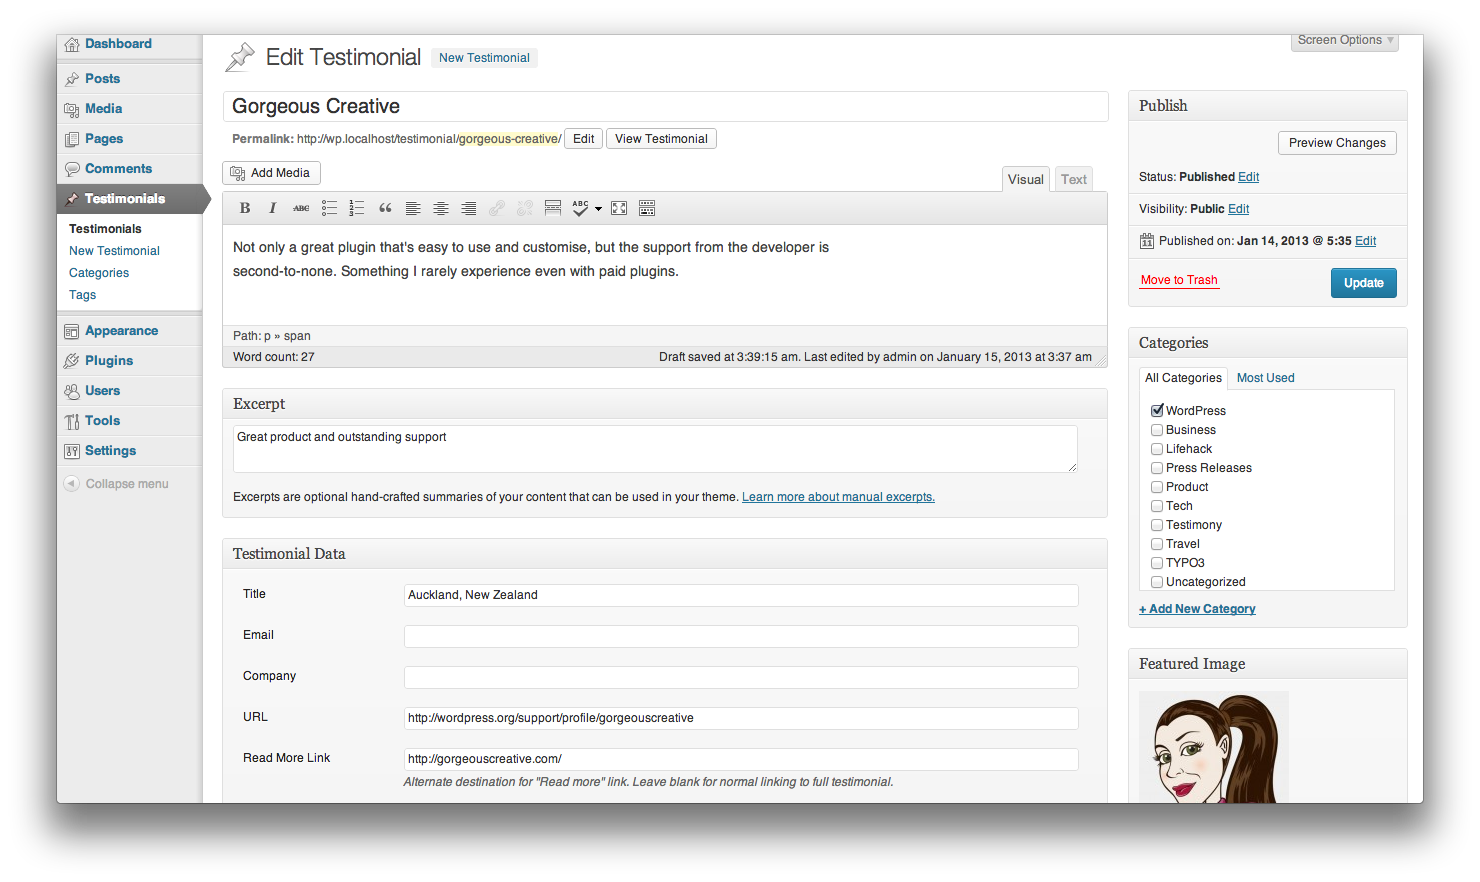 Dashboard
Posts
Media
Pages
Comments
Testimonials
Testimonials
New Testimonial
Categories
Tags
Appearance
Plugins
Users
Tools
Settings
Collapse menu
Screen Options
Edit Testimonial New Testimonial
Gorgeous Creative
Permalink: http://wp.localhost/testimonial/gorgeous-creative/ Edit View Testimonial
Add Media
Visual Text
B I ABC 1 2 3 “ ABC
Not only a great plugin that's easy to use and customise, but the support from the developer is
second-to-none. Something I rarely experience even with paid plugins.
Path: p » span
Word count: 27 Draft saved at 3:39:15 am. Last edited by admin on January 15, 2013 at 3:37 am
Excerpt
Great product and outstanding support
Excerpts are optional hand-crafted summaries of your content that can be used in your theme. Learn more about manual excerpts.
Testimonial Data
Title Auckland, New Zealand
Email
Company
URL http://wordpress.org/support/profile/gorgeouscreative
Read More Link http://gorgeouscreative.com/
Alternate destination for "Read more" link. Leave blank for normal linking to full testimonial.
Publish
Preview Changes
Status: Published Edit
Visibility: Public Edit
11 Published on: Jan 14, 2013 @ 5:35 Edit
Move to Trash Update
Categories
All Categories Most Used
WordPress
Business
Lifehack
Press Releases
Product
Tech
Testimony
Travel
TYPO3
Uncategorized
+ Add New Category
Featured Image